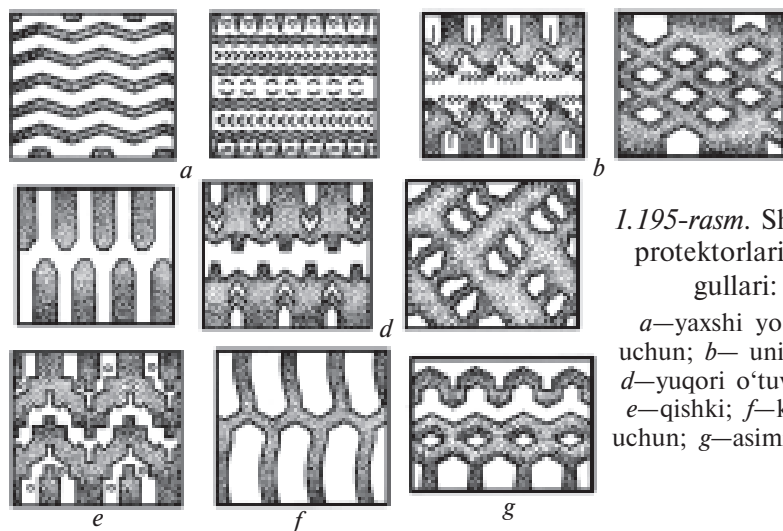 a
b
d
e
f
g
1.195-rasm.
protektorlari
gullari:
a—yaxshi
uchun; b—
d—yuqori
e—qishki; f—
uchun; g—